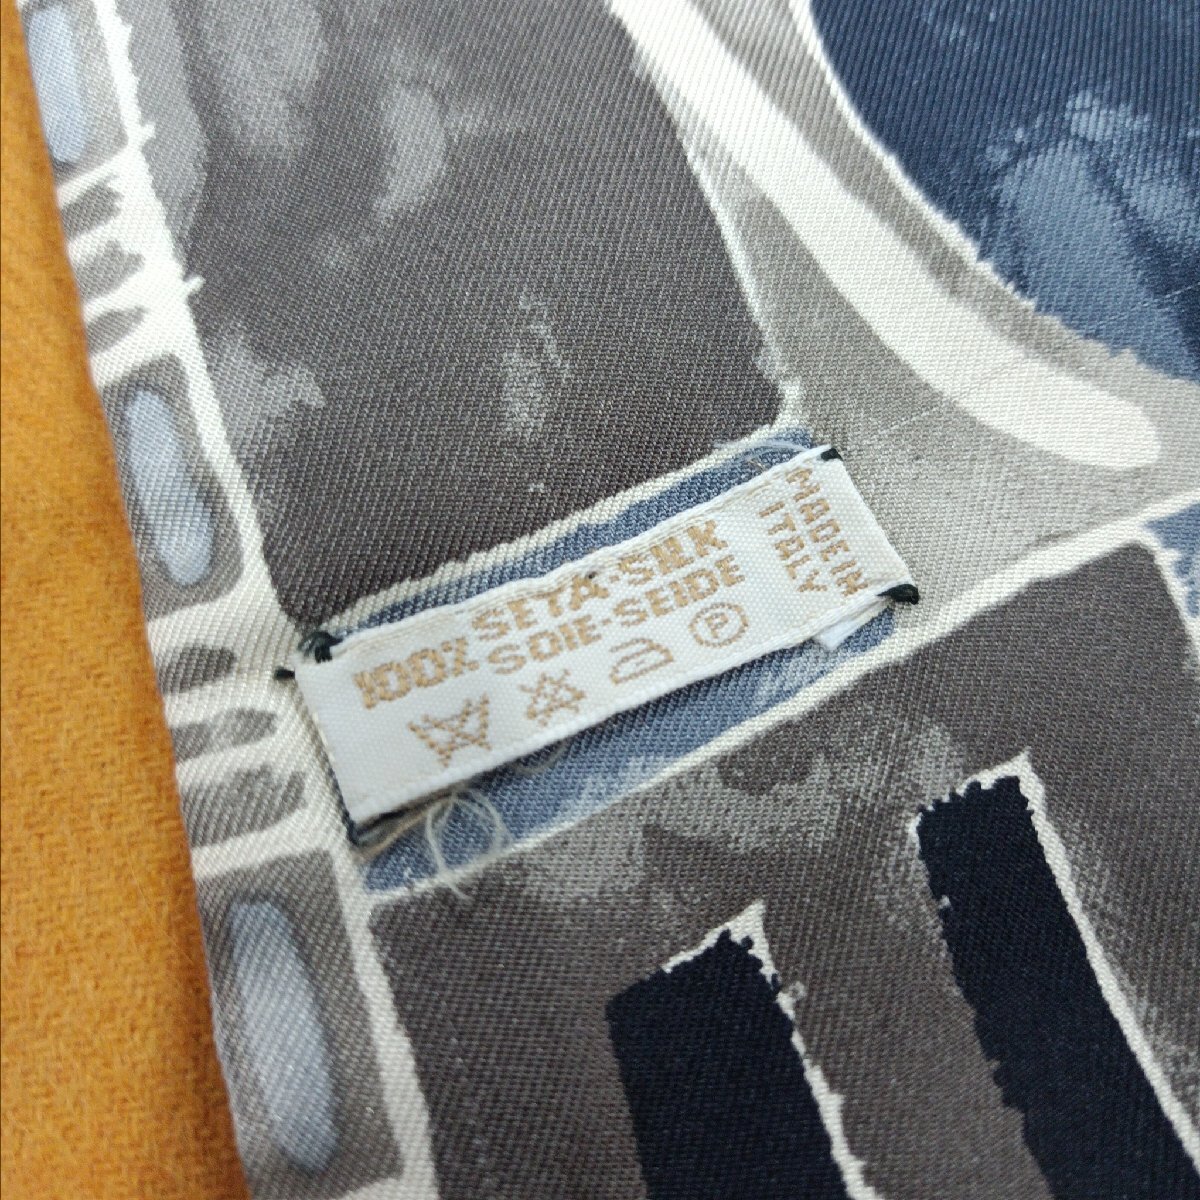 100% SETA-SILK
SOIE-SEIDE
P
MADE IN
ITALY